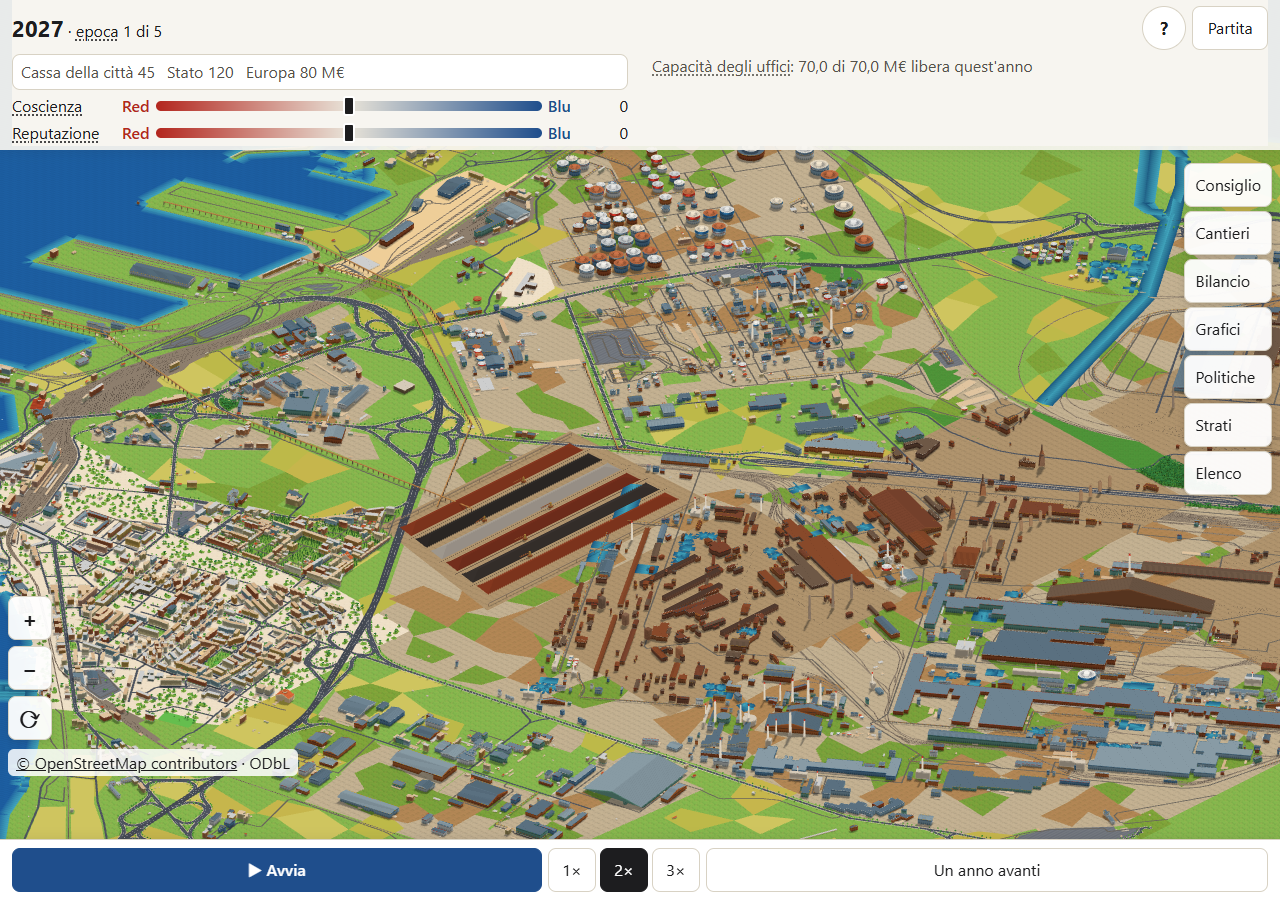 2027 · epoca 1 di 5
?
Partita
Cassa della città 45 Stato 120 Europa 80 M€
Capacità degli uffici: 70,0 di 70,0 M€ libera quest'anno
Coscienza Red Blu 0
Reputazione Red Blu 0
Consiglio
Cantieri
Bilancio
Grafici
Politiche
Strati
Elenco
+
−
© OpenStreetMap contributors · ODbL
▶ Avvia
1×
2×
3×
Un anno avanti